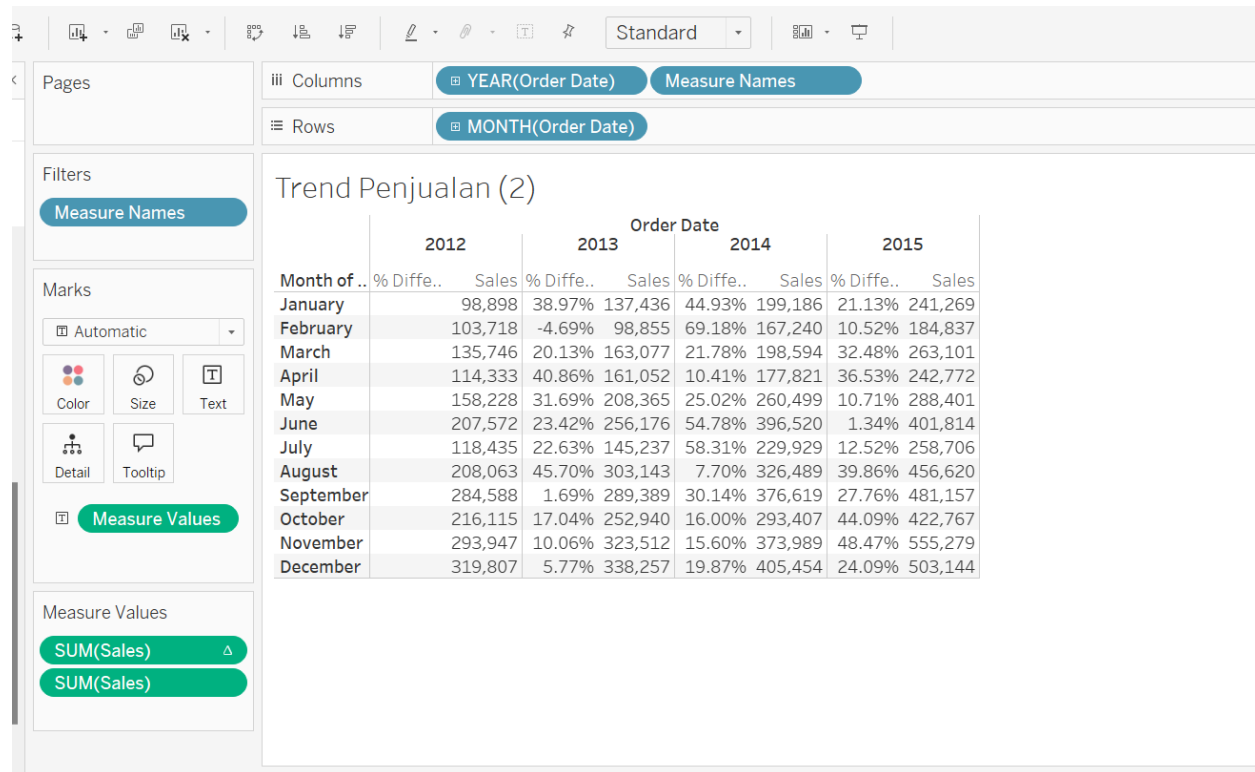 Standard
Pages
iii Columns
YEAR(Order Date) Measure Names
Rows
MONTH(Order Date)
Filters
Measure Names
Trend Penjualan (2)
Order Date
2012 2013 2014 2015
Month of .. % Diffe.. Sales % Diffe.. Sales % Diffe.. Sales % Diffe.. Sales
January 98,898 38.97% 137,436 44.93% 199,186 21.13% 241,269
February 103,718 -4.69% 98,855 69.18% 167,240 10.52% 184,837
March 135,746 20.13% 163,077 21.78% 198,594 32.48% 263,101
April 114,333 40.86% 161,052 10.41% 177,821 36.53% 242,772
May 158,228 31.69% 208,365 25.02% 260,499 10.71% 288,401
June 207,572 23.42% 256,176 54.78% 396,520 1.34% 401,814
July 118,435 22.63% 145,237 58.31% 229,929 12.52% 258,706
August 208,063 45.70% 303,143 7.70% 326,489 39.86% 456,620
September 284,588 1.69% 289,389 30.14% 376,619 27.76% 481,157
October 216,115 17.04% 252,940 16.00% 293,407 44.09% 422,767
November 293,947 10.06% 323,512 15.60% 373,989 48.47% 555,279
December 319,807 5.77% 338,257 19.87% 405,454 24.09% 503,144
Marks
T Automatic
T
Color Size Text
Detail Tooltip
T Measure Values
Measure Values
SUM(Sales) Δ
SUM(Sales)